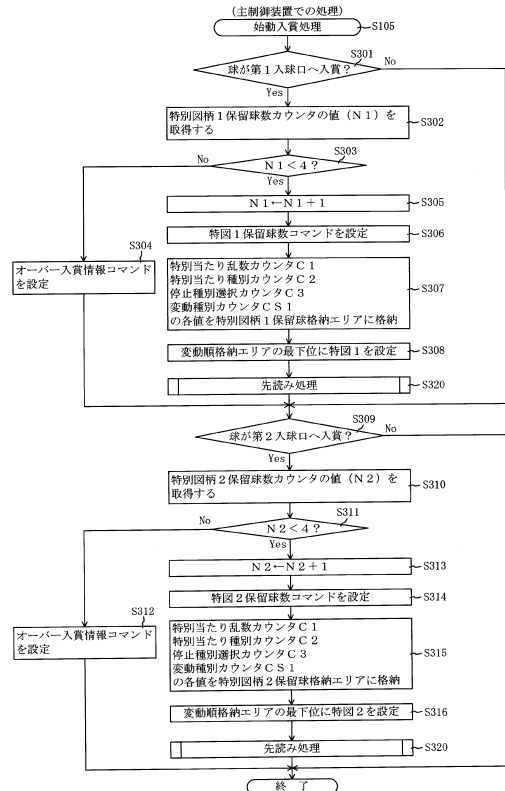 (主制御装置での処理)
始動入賞処理
S105
S301
球が第1入球口へ入賞?
No
Yes
特別図柄1保留球数カウンタの値(N1)を
取得する
S302
S303
No
N1<4?
Yes
N1←N1+1
S305
特図1保留球数コマンドを設定
S306
S304
オーバー入賞情報コマンド
を設定
特別当たり乱数カウンタC1
特別当たり種別カウンタC2
停止種別選択カウンタC3
変動種別カウンタCS1
の各値を特別図柄1保留球格納エリアに格納
S307
変動順格納エリアの最下位に特図1を設定
S308
先読み処理
S320
S309
球が第2入球口へ入賞?
No
Yes
特別図柄2保留球数カウンタの値(N2)を
取得する
S310
S311
No
N2<4?
Yes
N2←N2+1
S313
特図2保留球数コマンドを設定
S314
S312
オーバー入賞情報コマンド
を設定
特別当たり乱数カウンタC1
特別当たり種別カウンタC2
停止種別選択カウンタC3
変動種別カウンタCS1
の各値を特別図柄2保留球格納エリアに格納
S315
変動順格納エリアの最下位に特図2を設定
S316
先読み処理
S320
終 了